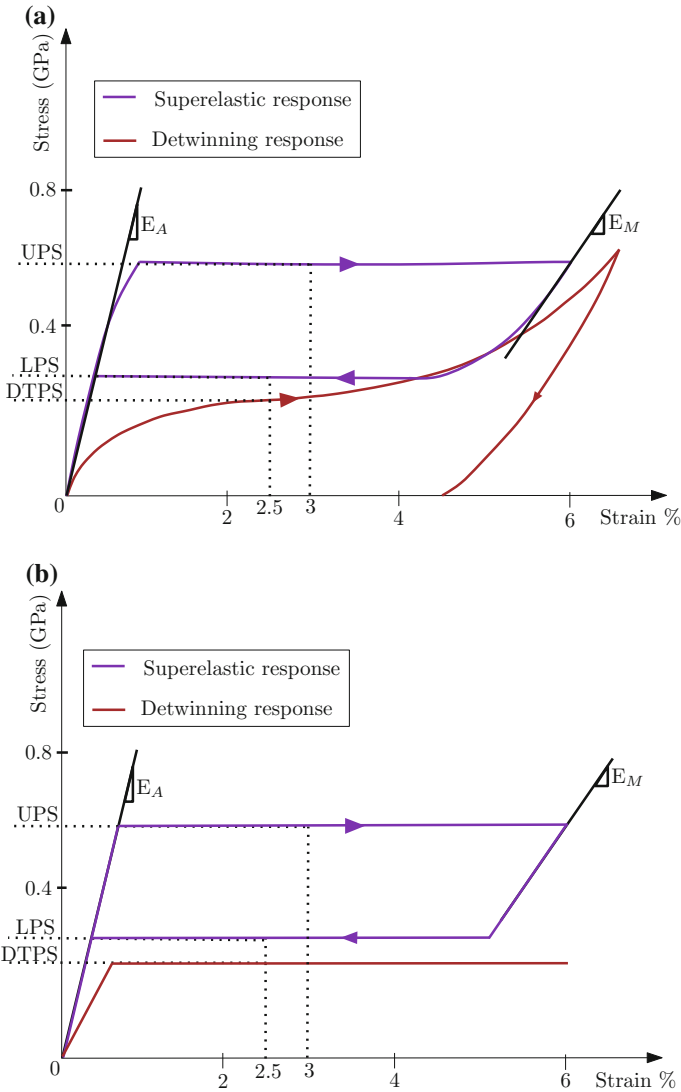 (a)
Stress (GPa)
Superelastic response
Detwinning response
0.8
E_A
E_M
UPS
0.4
LPS
DTPS
0
2
2.5
3
4
6
Strain %
(b)
Stress (GPa)
Superelastic response
Detwinning response
0.8
E_A
E_M
UPS
0.4
LPS
DTPS
0
2
2.5
3
4
6
Strain %